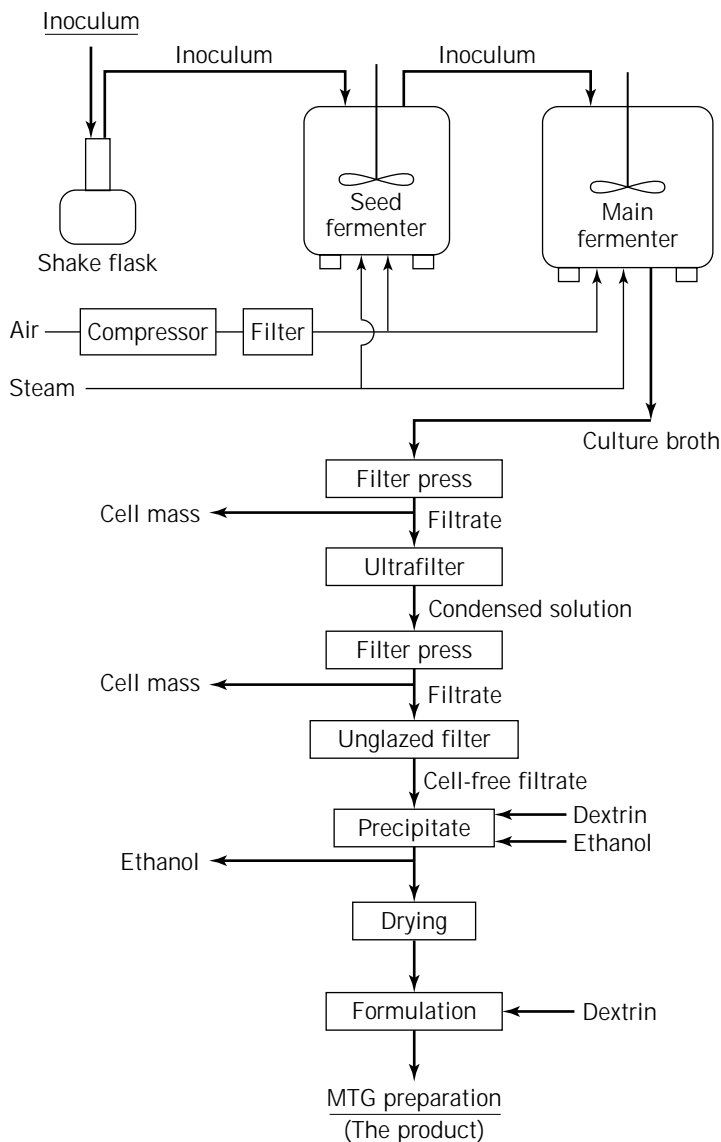 Inoculum
Inoculum
Inoculum
Seed
fermenter
Main
fermenter
Shake flask
Air
Compressor
Filter
Steam
Culture broth
Filter press
Cell mass
Filtrate
Ultrafilter
Condensed solution
Filter press
Cell mass
Filtrate
Unglazed filter
Cell-free filtrate
Dextrin
Precipitate
Ethanol
Ethanol
Drying
Formulation
Dextrin
MTG preparation
(The product)